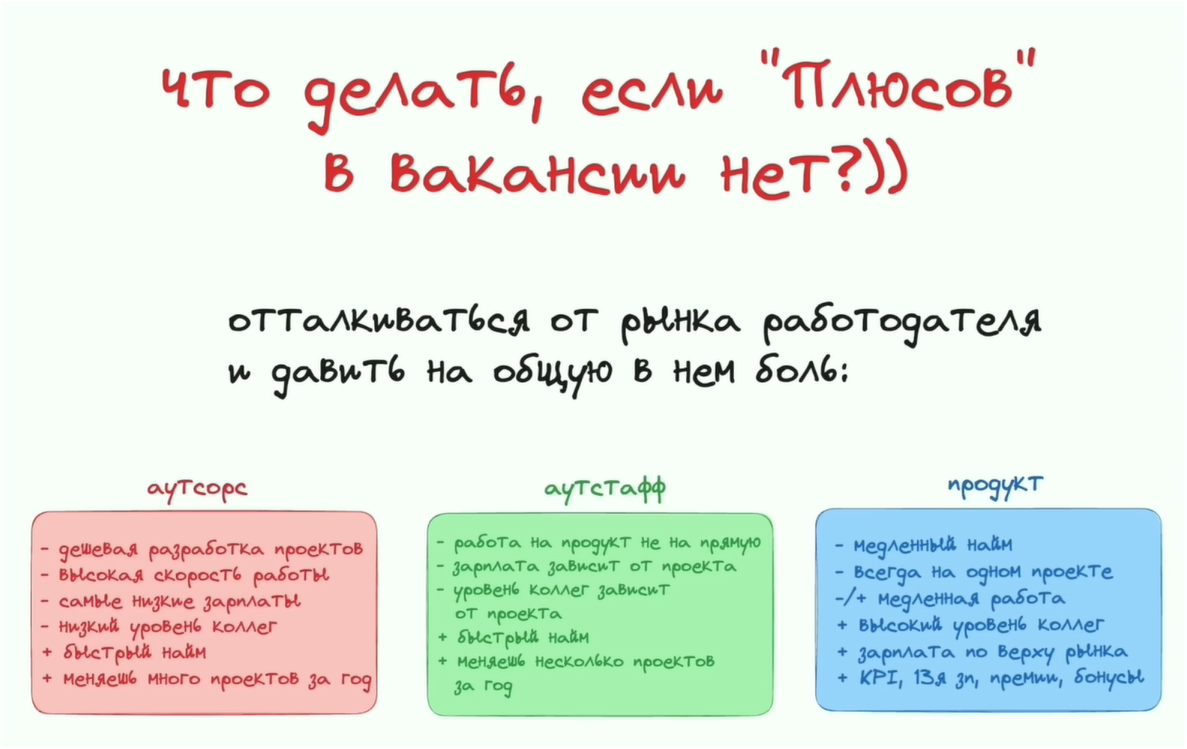 что делать, если "Плюсов"
в вакансии нет?))
отталкиваться от рынка работодателя
и давить на общую в нем боль:
аутсорс
- дешевая разработка проектов
- высокая скорость работы
- самые низкие зарплаты
- низкий уровень коллег
+ быстрый найм
+ меняешь много проектов за год
аутстафф
- работа на продукт не на прямую
- зарплата зависит от проекта
- уровень коллег зависит
от проекта
+ быстрый найм
+ меняешь несколько проектов
за год
продукт
- медленный найм
- всегда на одном проекте
-/+ медленная работа
+ высокий уровень коллег
+ зарплата по верху рынка
+ KPI, 13я зп, премии, бонусы